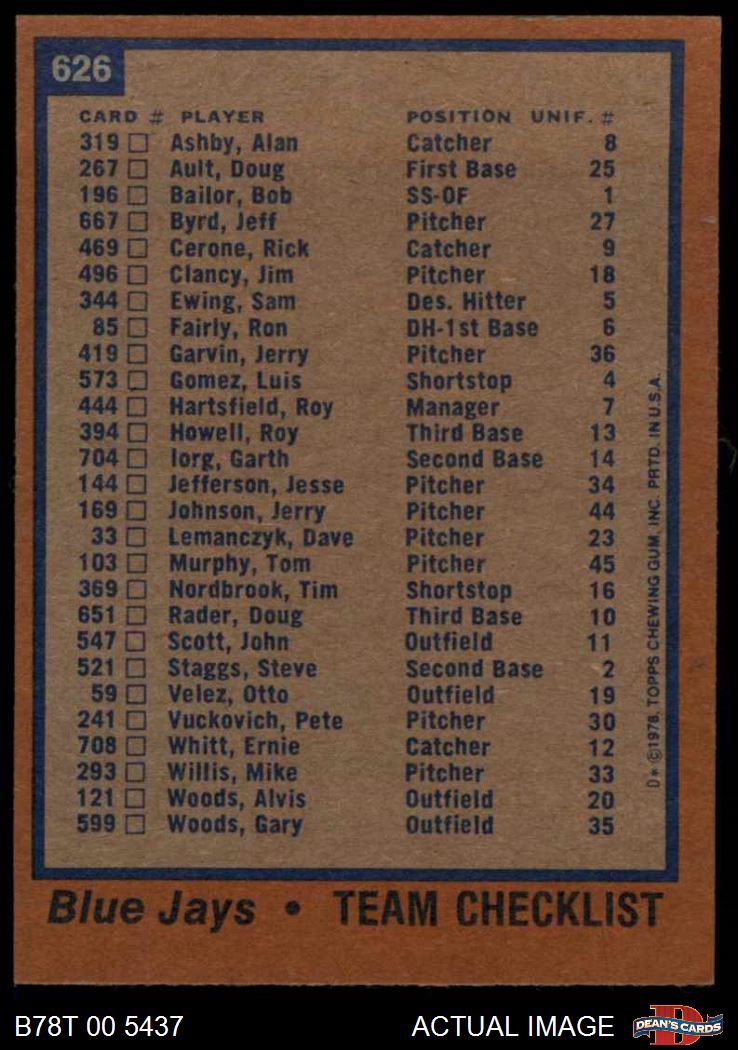 626
CARD # PLAYER POSITION UNIF. #
319 Ashby, Alan Catcher 8
267 Ault, Doug First Base 25
196 Bailor, Bob SS-OF 1
667 Byrd, Jeff Pitcher 27
469 Cerone, Rick Catcher 9
496 Clancy, Jim Pitcher 18
344 Ewing, Sam Des. Hitter 5
85 Fairly, Ron DH-1st Base 6
419 Garvin, Jerry Pitcher 36
573 Gomez, Luis Shortstop 4
444 Hartsfield, Roy Manager 7
394 Howell, Roy Third Base 13
704 Iorg, Garth Second Base 14
144 Jefferson, Jesse Pitcher 34
169 Johnson, Jerry Pitcher 44
33 Lemanczyk, Dave Pitcher 23
103 Murphy, Tom Pitcher 45
369 Nordbrook, Tim Shortstop 16
651 Rader, Doug Third Base 10
547 Scott, John Outfield 11
521 Staggs, Steve Second Base 2
59 Velez, Otto Outfield 19
241 Vuckovich, Pete Pitcher 30
708 Whitt, Ernie Catcher 12
293 Willis, Mike Pitcher 33
121 Woods, Alvis Outfield 20
599 Woods, Gary Outfield 35
D* ©1978, TOPPS CHEWING GUM, INC. PRTD. IN U.S.A.
Blue Jays • TEAM CHECKLIST
B78T 00 5437 ACTUAL IMAGE
D
DEAN'S CARDS